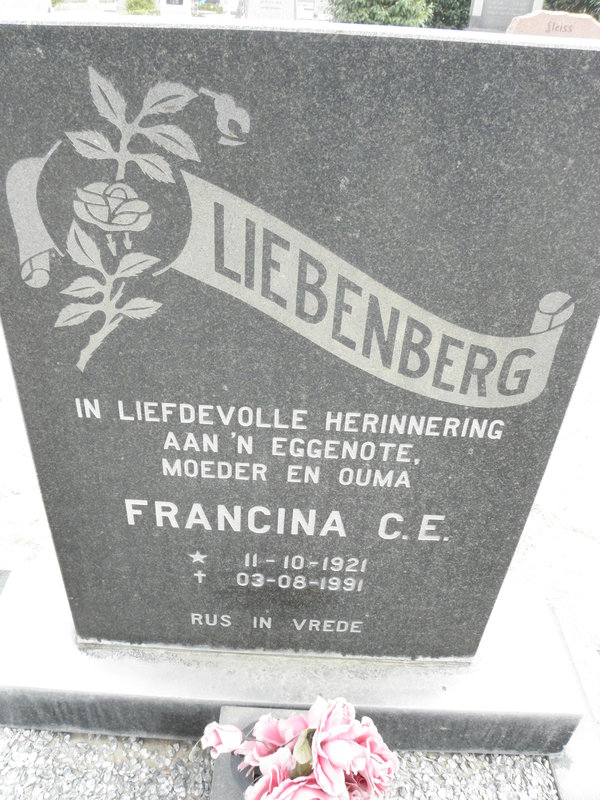 fleiss
LIEBENBERG
IN LIEFDEVOLLE HERINNERING
AAN 'N EGGENOTE,
MOEDER EN OUMA
FRANCINA C.E.
★ 11-10-1921
✝ 03-08-1991
RUS IN VREDE